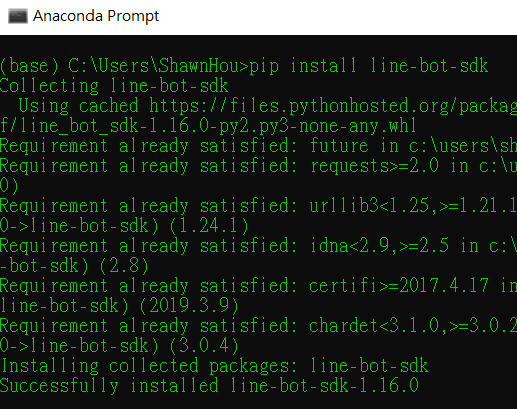 Anaconda Prompt
(base) C:\Users\ShawnHou>pip install line-bot-sdk
Collecting line-bot-sdk
  Using cached https://files.pythonhosted.org/packag
f/line_bot_sdk-1.16.0-py2.py3-none-any.whl
Requirement already satisfied: future in c:\users\sh
Requirement already satisfied: requests>=2.0 in c:\u
0)
Requirement already satisfied: urllib3<1.25,>=1.21.1
0->line-bot-sdk) (1.24.1)
Requirement already satisfied: idna<2.9,>=2.5 in c:\
-bot-sdk) (2.8)
Requirement already satisfied: certifi>=2017.4.17 in
line-bot-sdk) (2019.3.9)
Requirement already satisfied: chardet<3.1.0,>=3.0.2
0->line-bot-sdk) (3.0.4)
Installing collected packages: line-bot-sdk
Successfully installed line-bot-sdk-1.16.0